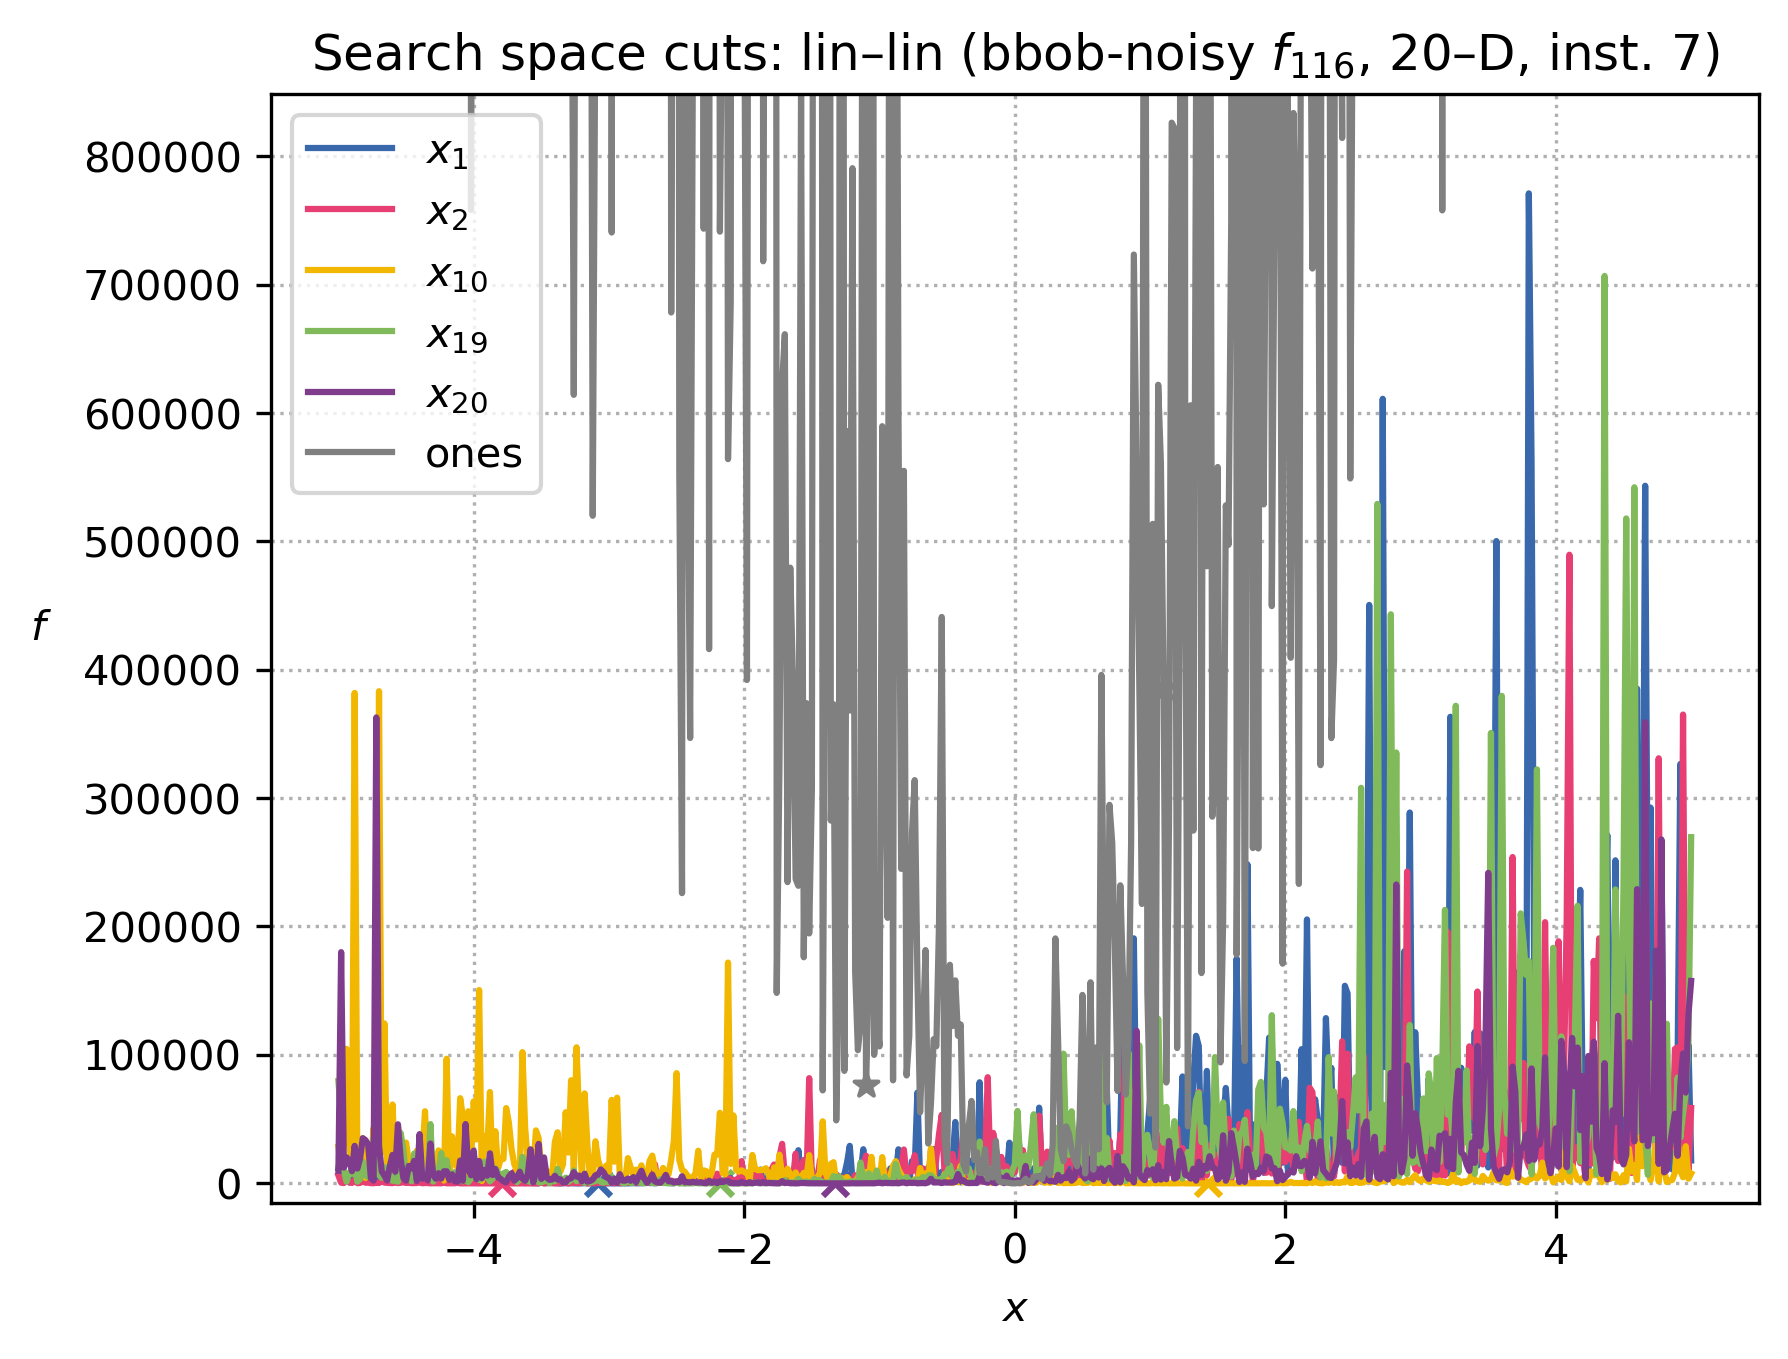 Search space cuts: lin–lin (bbob-noisy f₁₁₆, 20–D, inst. 7)
x₁
x₂
x₁₀
x₁₉
x₂₀
ones
800000
700000
600000
500000
400000
300000
200000
100000
0
f
−4
−2
0
2
4
x